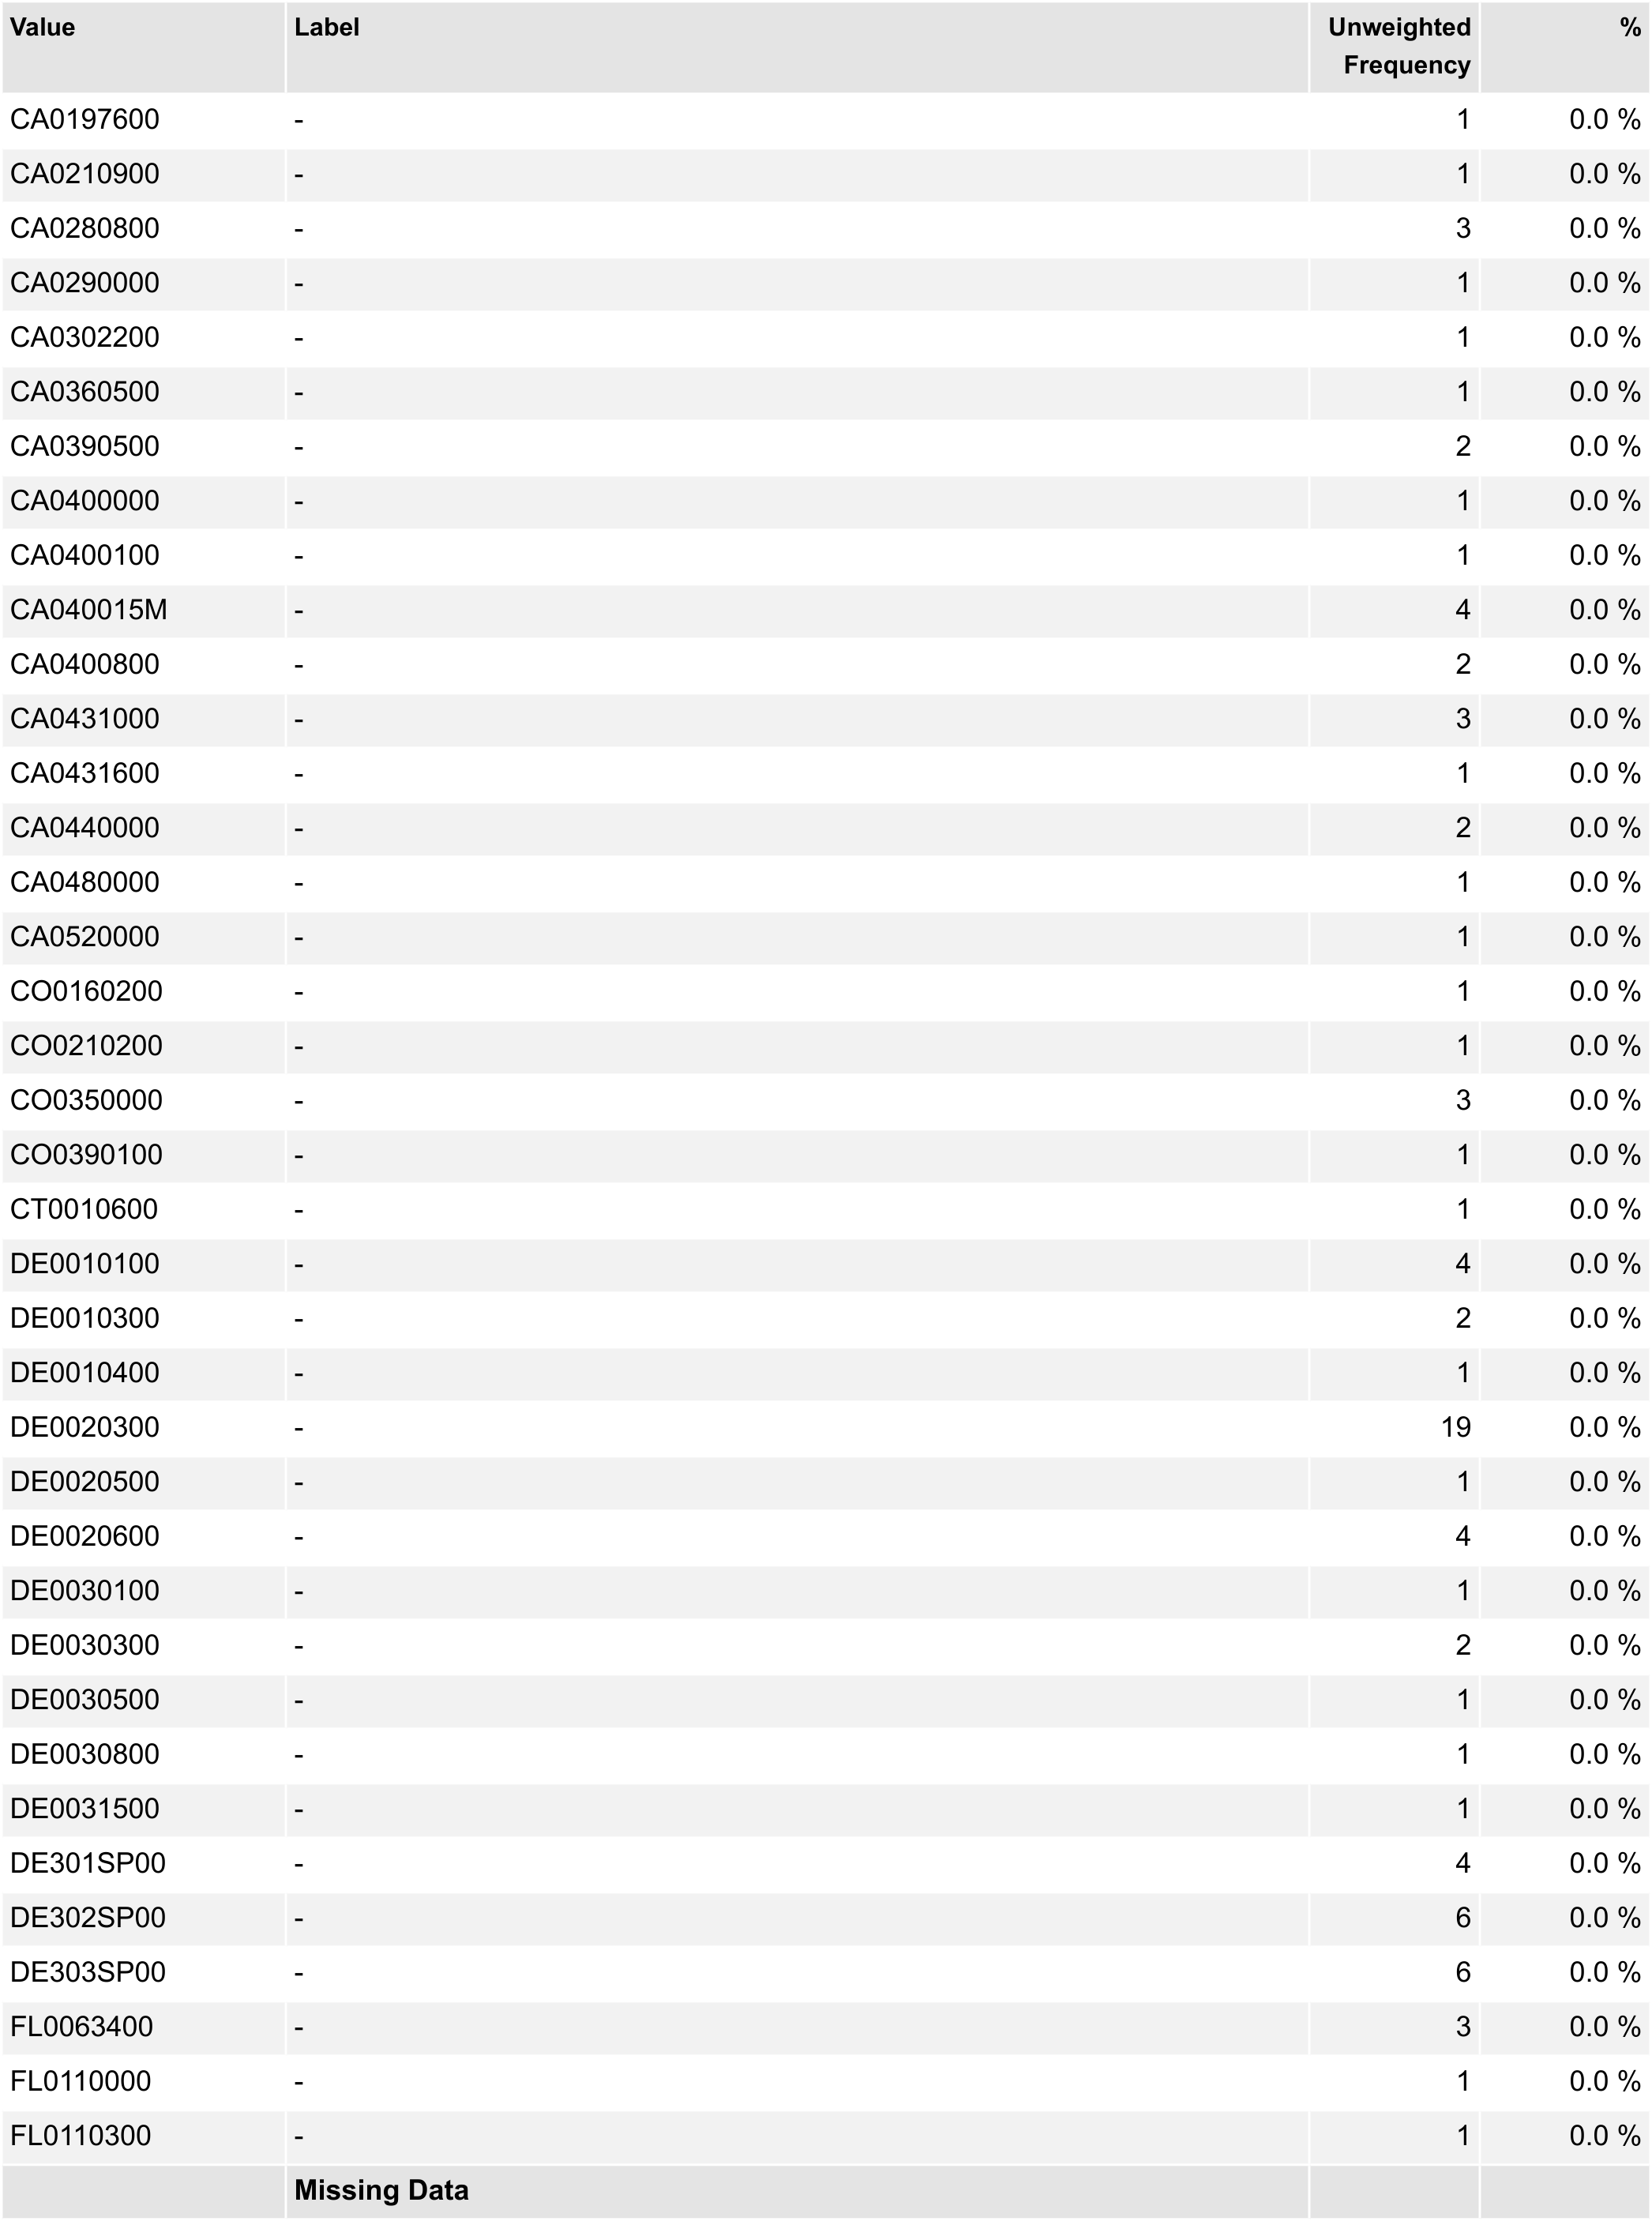 Value Label Unweighted Frequency %
CA0197600 - 1 0.0 %
CA0210900 - 1 0.0 %
CA0280800 - 3 0.0 %
CA0290000 - 1 0.0 %
CA0302200 - 1 0.0 %
CA0360500 - 1 0.0 %
CA0390500 - 2 0.0 %
CA0400000 - 1 0.0 %
CA0400100 - 1 0.0 %
CA040015M - 4 0.0 %
CA0400800 - 2 0.0 %
CA0431000 - 3 0.0 %
CA0431600 - 1 0.0 %
CA0440000 - 2 0.0 %
CA0480000 - 1 0.0 %
CA0520000 - 1 0.0 %
CO0160200 - 1 0.0 %
CO0210200 - 1 0.0 %
CO0350000 - 3 0.0 %
CO0390100 - 1 0.0 %
CT0010600 - 1 0.0 %
DE0010100 - 4 0.0 %
DE0010300 - 2 0.0 %
DE0010400 - 1 0.0 %
DE0020300 - 19 0.0 %
DE0020500 - 1 0.0 %
DE0020600 - 4 0.0 %
DE0030100 - 1 0.0 %
DE0030300 - 2 0.0 %
DE0030500 - 1 0.0 %
DE0030800 - 1 0.0 %
DE0031500 - 1 0.0 %
DE301SP00 - 4 0.0 %
DE302SP00 - 6 0.0 %
DE303SP00 - 6 0.0 %
FL0063400 - 3 0.0 %
FL0110000 - 1 0.0 %
FL0110300 - 1 0.0 %
Missing Data